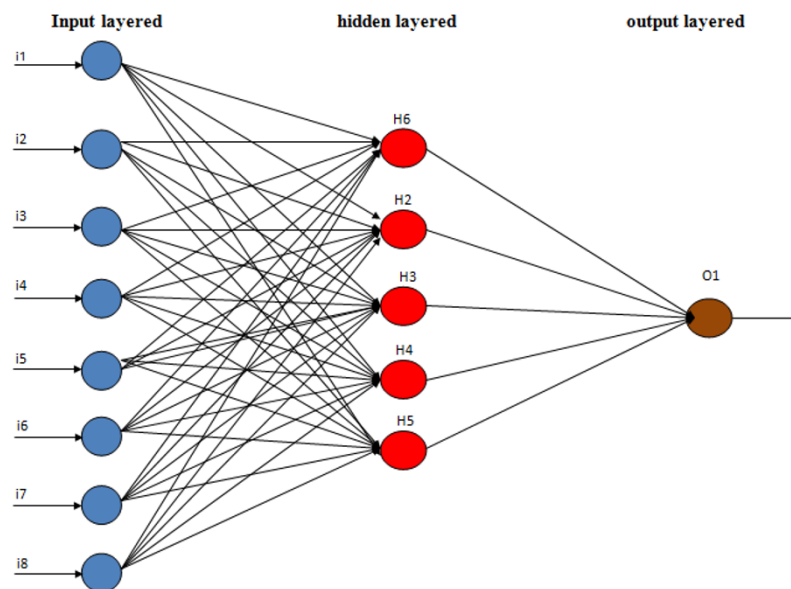 Input layered hidden layered output layered
i1
H6
i2
H2
i3
O1
i4
H3
H4
i5
i6
H5
i7
i8